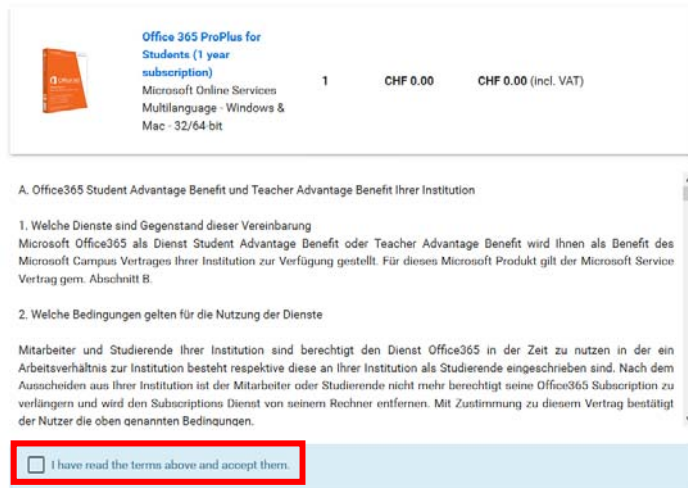 Office 365 ProPlus for
Students (1 year
subscription)
Microsoft Online Services
Multilanguage - Windows &
Mac - 32/64-bit
1
CHF 0.00
CHF 0.00 (incl. VAT)
A. Office365 Student Advantage Benefit und Teacher Advantage Benefit Ihrer Institution
1. Welche Dienste sind Gegenstand dieser Vereinbarung
Microsoft Office365 als Dienst Student Advantage Benefit oder Teacher Advantage Benefit wird Ihnen als Benefit des
Microsoft Campus Vertrages Ihrer Institution zur Verfügung gestellt. Für dieses Microsoft Produkt gilt der Microsoft Service
Vertrag gem. Abschnitt B.
2. Welche Bedingungen gelten für die Nutzung der Dienste
Mitarbeiter und Studierende Ihrer Institution sind berechtigt den Dienst Office365 in der Zeit zu nutzen in der ein
Arbeitsverhältnis zur Institution besteht respektive diese an Ihrer Institution als Studierende eingeschrieben sind. Nach dem
Ausscheiden aus Ihrer Institution ist der Mitarbeiter oder Studierende nicht mehr berechtigt seine Office365 Subscription zu
verlängern und wird den Subscriptions Dienst von seinem Rechner entfernen. Mit Zustimmung zu diesem Vertrag bestätigt
der Nutzer die oben genannten Bedingungen.
I have read the terms above and accept them.